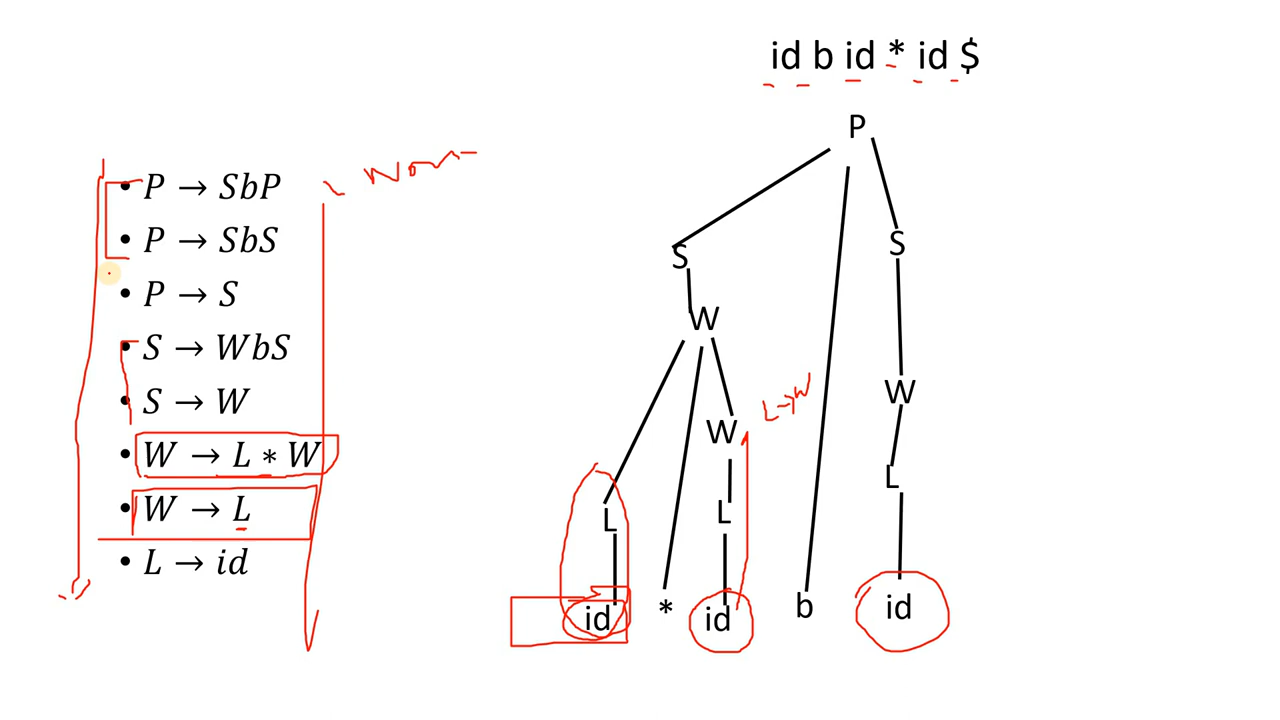 id b id * id $
• P → SbP
• P → SbS
• P → S
• S → WbS
• S → W
• W → L ∗ W
• W → L
• L → id
P
S
S
W
W
W
L→W
L
L
L
id
*
id
b
id